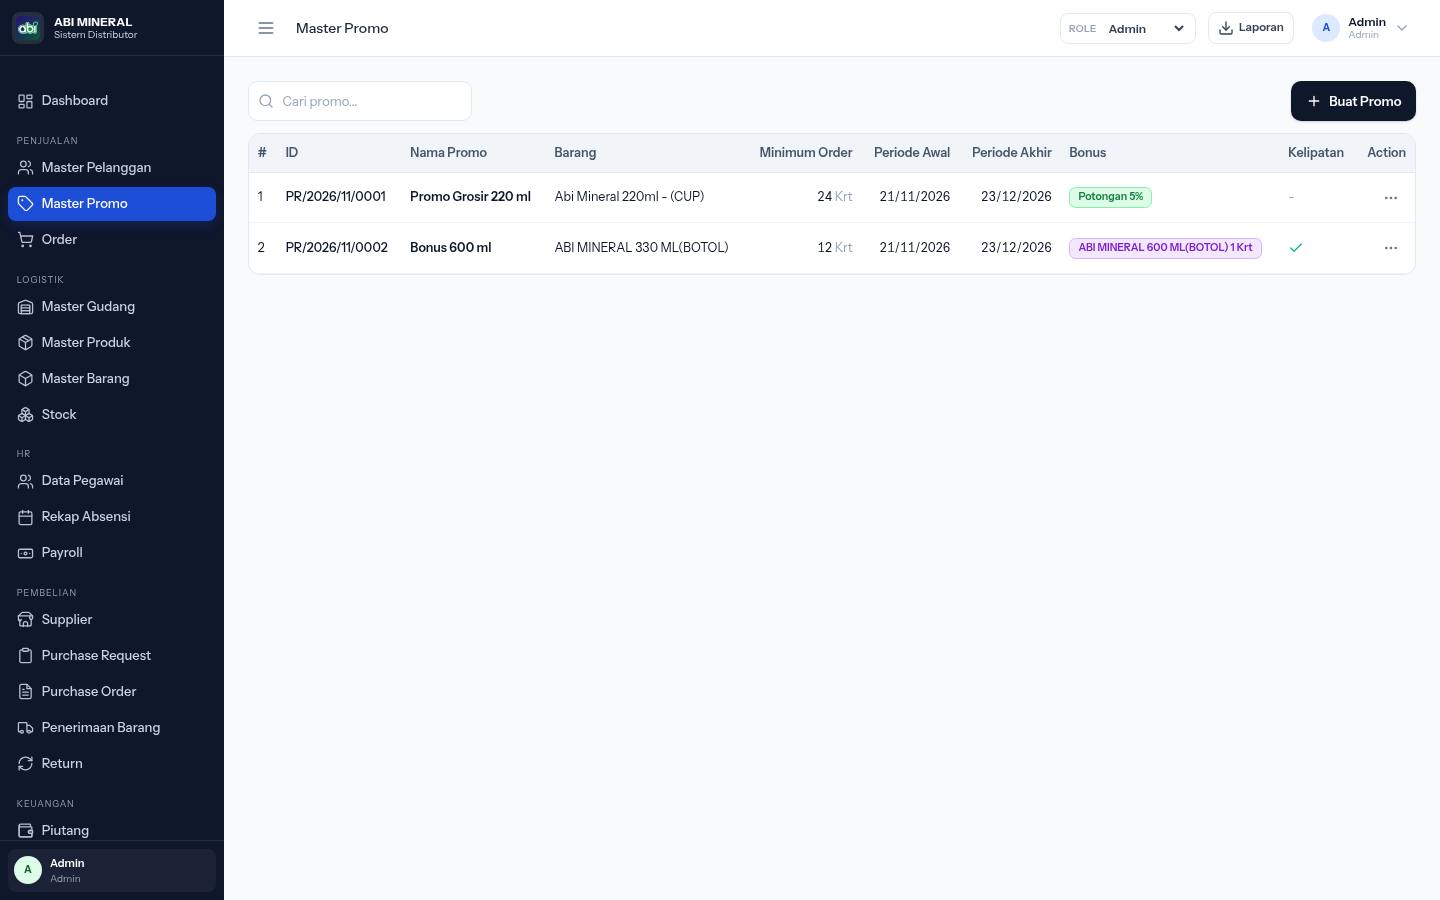 abi
ABI MINERAL
Sistem Distributor
Dashboard
PENJUALAN
Master Pelanggan
Master Promo
Order
LOGISTIK
Master Gudang
Master Produk
Master Barang
Stock
HR
Data Pegawai
Rekap Absensi
Payroll
PEMBELIAN
Supplier
Purchase Request
Purchase Order
Penerimaan Barang
Return
KEUANGAN
Piutang
A
Admin
Admin
Master Promo
ROLE Admin
Laporan
A
Admin
Admin
Cari promo...
Buat Promo
# ID Nama Promo Barang Minimum Order Periode Awal Periode Akhir Bonus Kelipatan Action
1 PR/2026/11/0001 Promo Grosir 220 ml Abi Mineral 220ml - (CUP) 24 Krt 21/11/2026 23/12/2026 Potongan 5% - ...
2 PR/2026/11/0002 Bonus 600 ml ABI MINERAL 330 ML(BOTOL) 12 Krt 21/11/2026 23/12/2026 ABI MINERAL 600 ML(BOTOL) 1 Krt ...